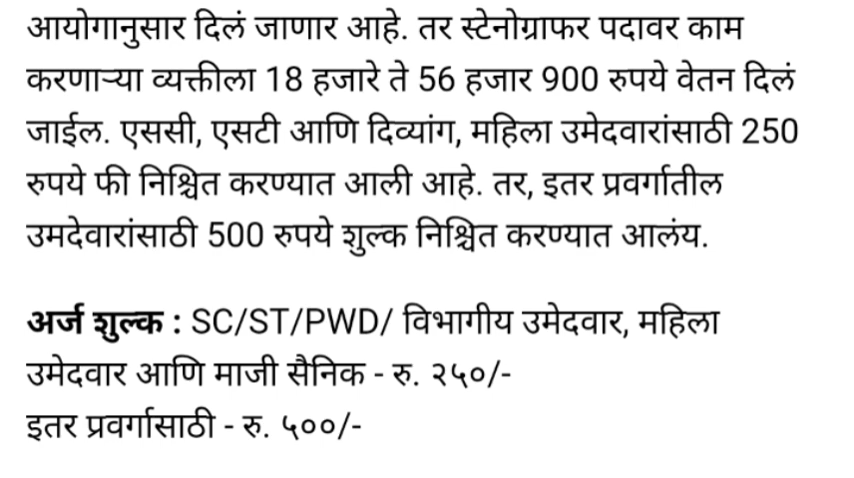 आयोगानुसार दिलं जाणार आहे. तर स्टेनोग्राफर पदावर काम
करणाऱ्या व्यक्तीला 18 हजारे ते 56 हजार 900 रुपये वेतन दिलं
जाईल. एससी, एसटी आणि दिव्यांग, महिला उमेदवारांसाठी 250
रुपये फी निश्चित करण्यात आली आहे. तर, इतर प्रवर्गातील
उमदेवारांसाठी 500 रुपये शुल्क निश्चित करण्यात आलंय.
अर्ज शुल्क : SC/ST/PWD/ विभागीय उमेदवार, महिला
उमेदवार आणि माजी सैनिक - रु. २५०/-
इतर प्रवर्गासाठी - रु. ५००/-